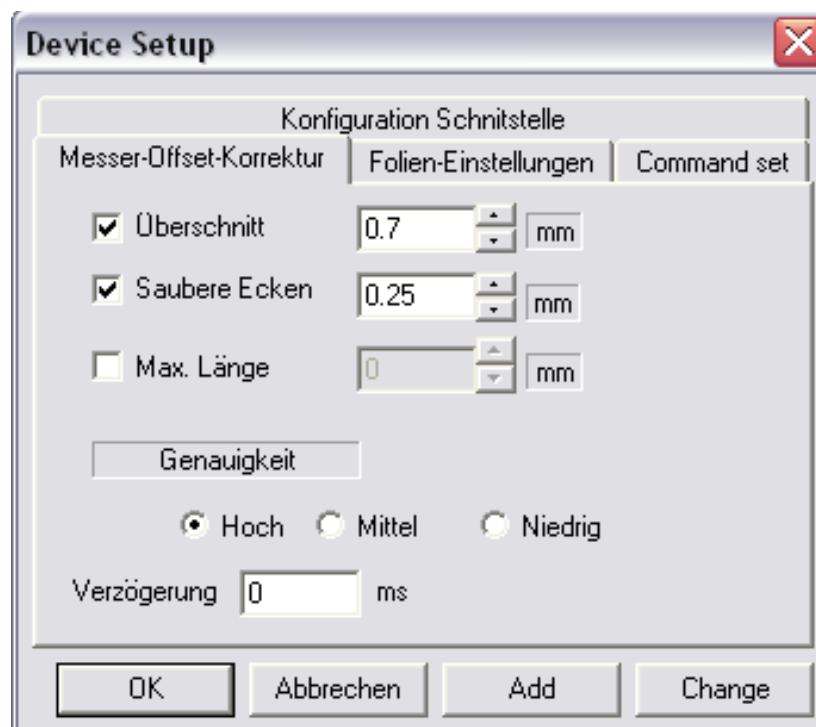 Device Setup
Konfiguration Schnitstelle
Messer-Offset-Korrektur Folien-Einstellungen Command set
Überschnitt 0.7 mm
Saubere Ecken 0.25 mm
Max. Länge 0 mm
Genauigkeit
Hoch Mittel Niedrig
Verzögerung 0 ms
OK Abbrechen Add Change